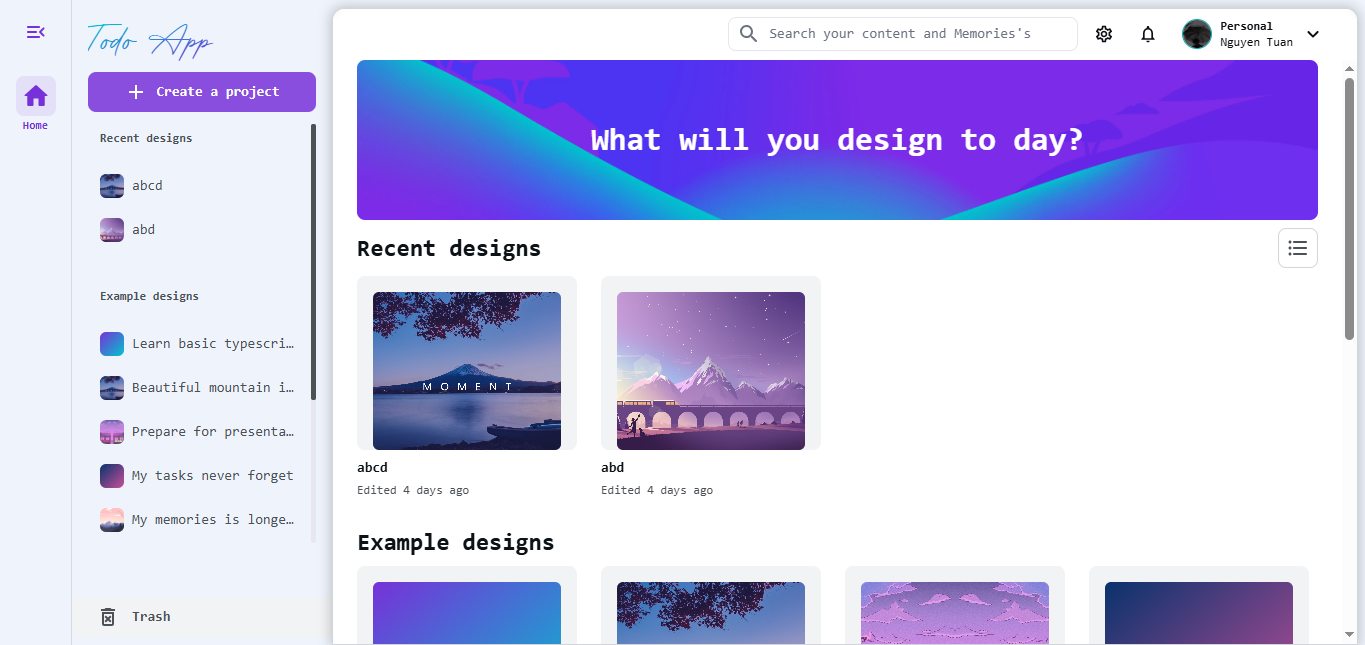 Todo App
Create a project
Home
Recent designs
abcd
abd
Example designs
Learn basic typescri…
Beautiful mountain i…
Prepare for presenta…
My tasks never forget
My memories is longe…
Trash
Search your content and Memories's
Personal
Nguyen Tuan
What will you design to day?
Recent designs
MOMENT
abcd
Edited 4 days ago
abd
Edited 4 days ago
Example designs